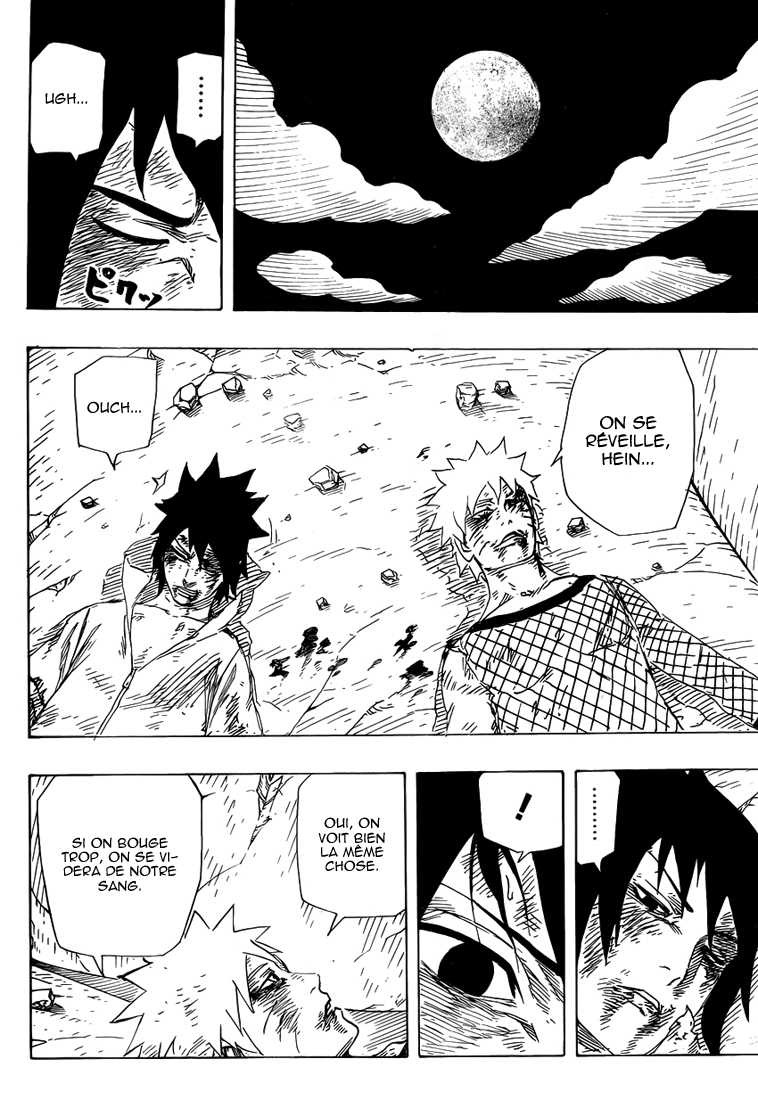 ........
UGH...
ピクッ
ON SE
RÉVEILLE,
HEIN...
OUCH...
........
!
OUI, ON
VOIT BIEN
LA MÊME
CHOSE.
SI ON BOUGE
TROP, ON SE VI-
DERA DE NOTRE
SANG.